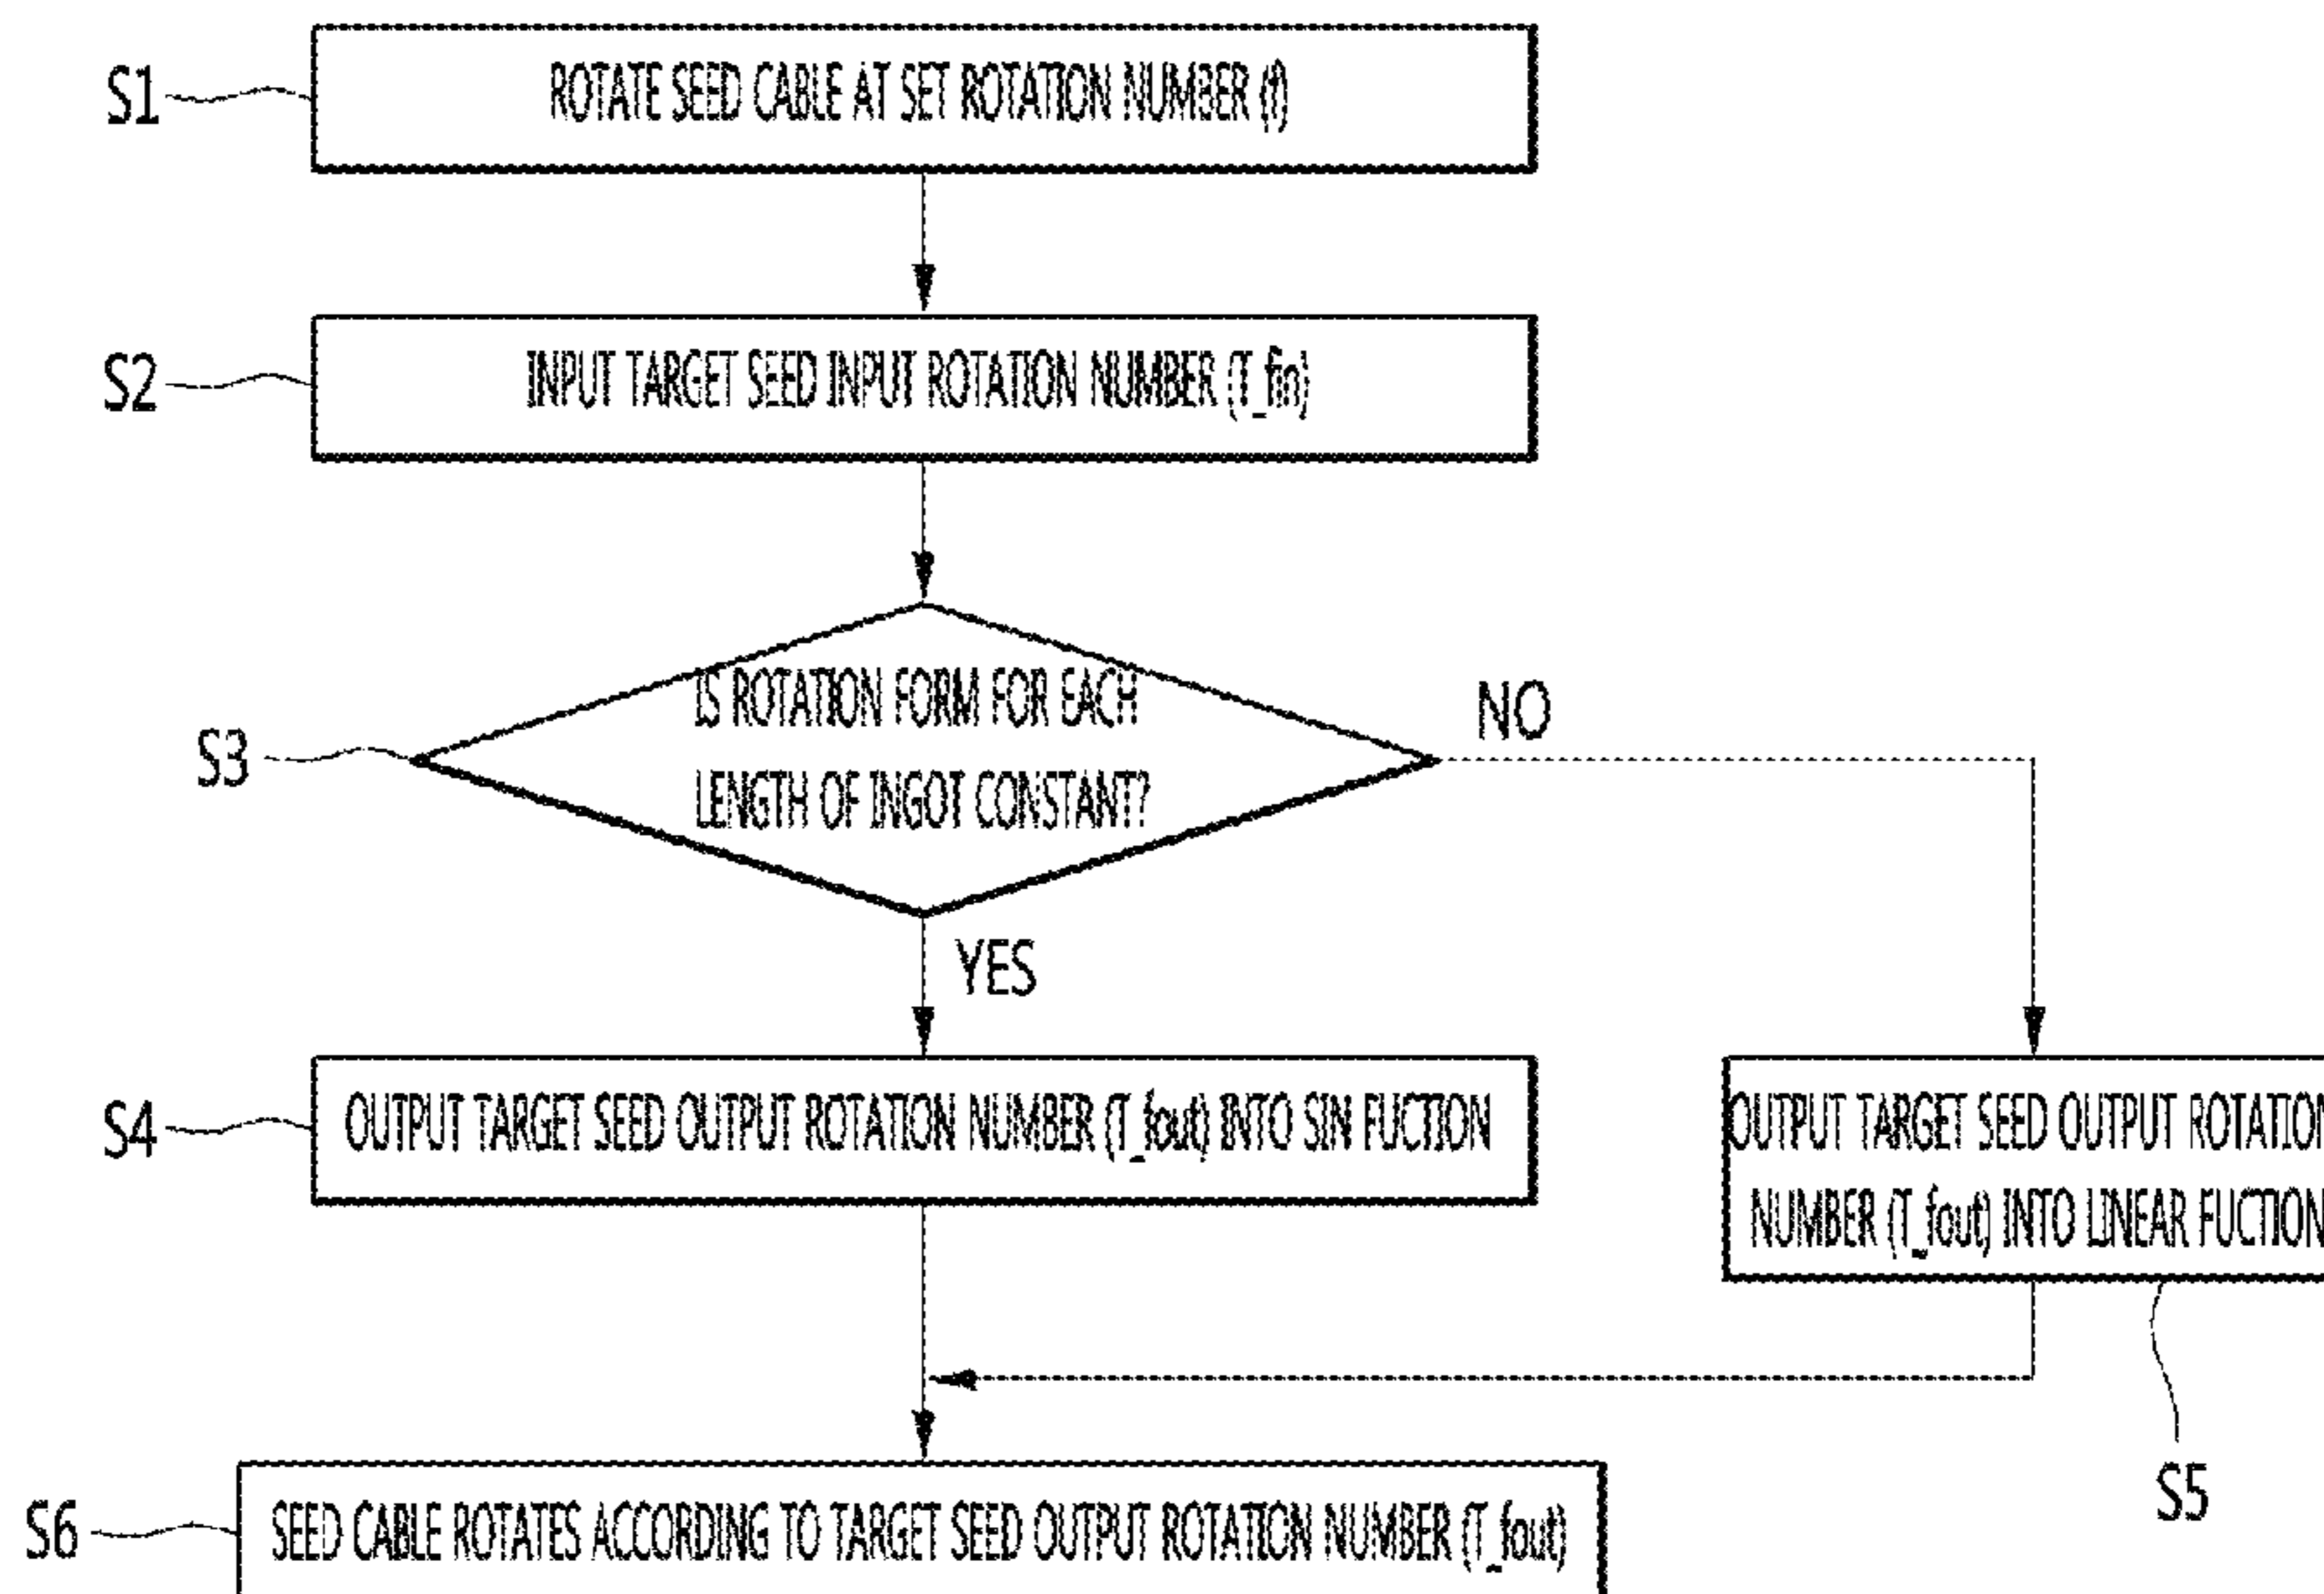 S1
ROTATE SEED CABLE AT SET ROTATION NUMBER (f)
S2
INPUT TARGET SEED INPUT ROTATION NUMBER (T_fin)
S3
IS ROTATION FORM FOR EACH
LENGTH OF INGOT CONSTANT?
NO
YES
S4
OUTPUT TARGET SEED OUTPUT ROTATION NUMBER (T_fout) INTO SIN FUCTION
OUTPUT TARGET SEED OUTPUT ROTATION
NUMBER (T_fout) INTO LINEAR FUCTION
S5
S6
SEED CABLE ROTATES ACCORDING TO TARGET SEED OUTPUT ROTATION NUMBER (T_fout)